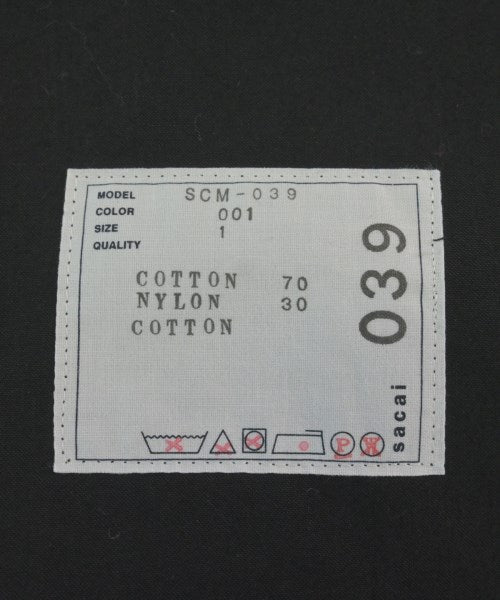 MODEL SCM-039
COLOR 001
SIZE 1
QUALITY
COTTON 70
NYLON 30
COTTON
039
sacai
P W